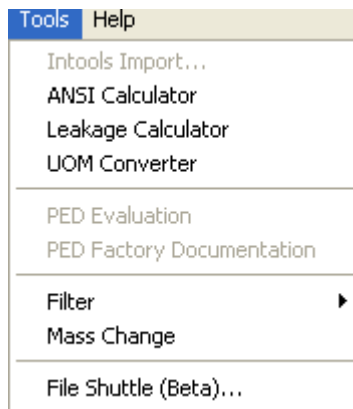 Tools Help
Intools Import...
ANSI Calculator
Leakage Calculator
UOM Converter
PED Evaluation
PED Factory Documentation
Filter
Mass Change
File Shuttle (Beta)...